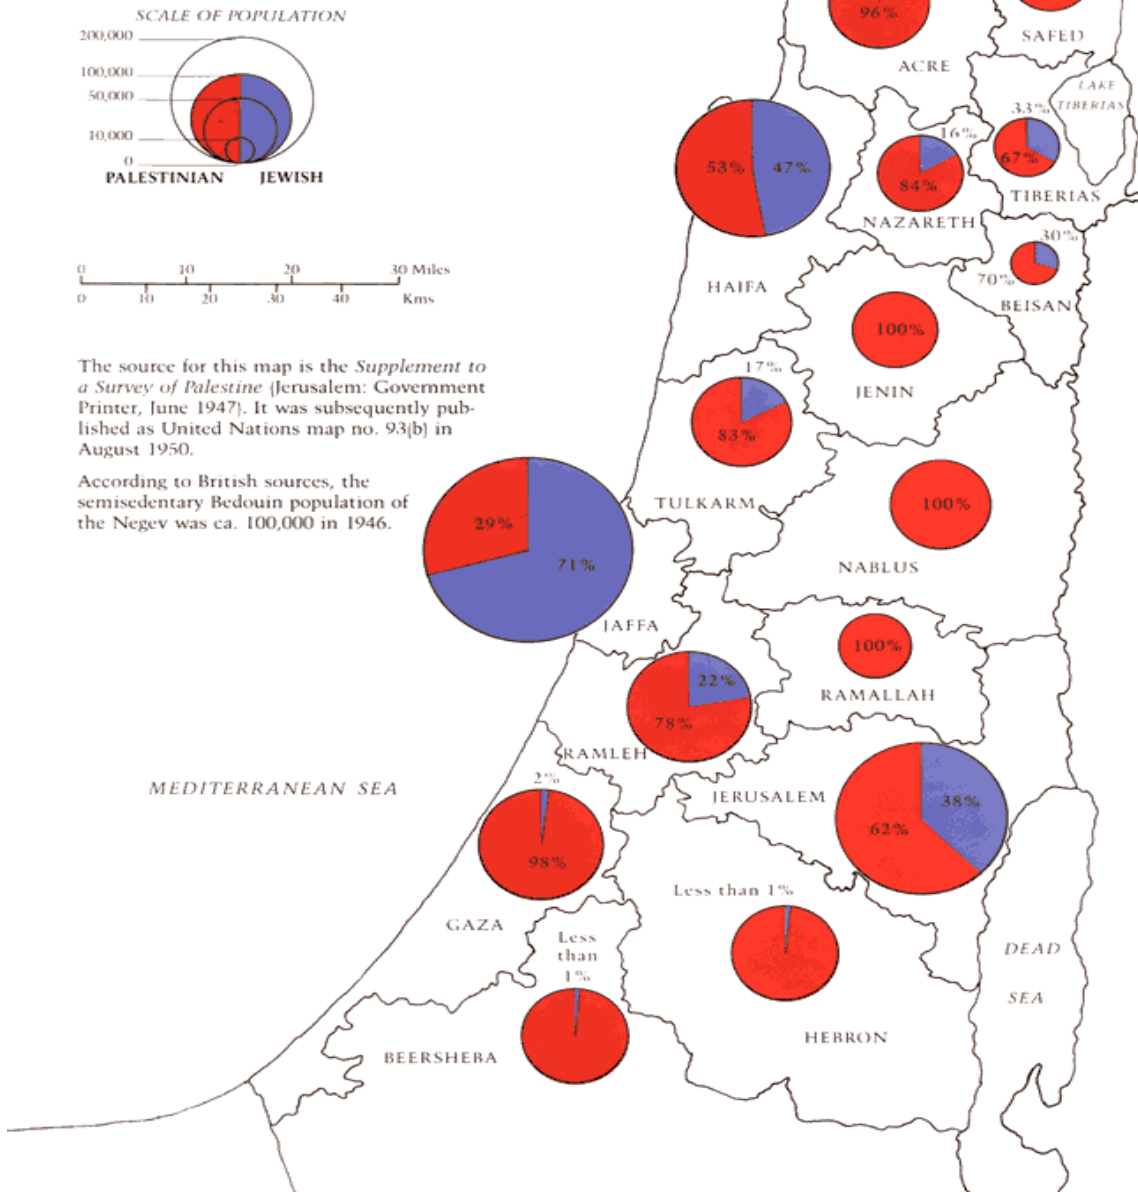 SCALE OF POPULATION
200,000
100,000
50,000
10,000
0
PALESTINIAN JEWISH
0 10 20 30 Miles
0 10 20 30 40 Kms
The source for this map is the Supplement to
a Survey of Palestine (Jerusalem: Government
Printer, June 1947). It was subsequently pub-
lished as United Nations map no. 93(b) in
August 1950.
According to British sources, the
semisedentary Bedouin population of
the Negev was ca. 100,000 in 1946.
96%
ACRE
SAFED
LAKE
TIBERIAS
33%
67%
TIBERIAS
16%
84%
NAZARETH
53% 47%
HAIFA
30%
70%
BEISAN
100%
JENIN
17%
83%
TULKARM
100%
NABLUS
29%
71%
JAFFA
100%
RAMALLAH
22%
78%
RAMLEH
MEDITERRANEAN SEA
JERUSALEM
38%
62%
2%
98%
GAZA
Less than 1%
HEBRON
Less
than
1%
BEERSHEBA
DEAD
SEA